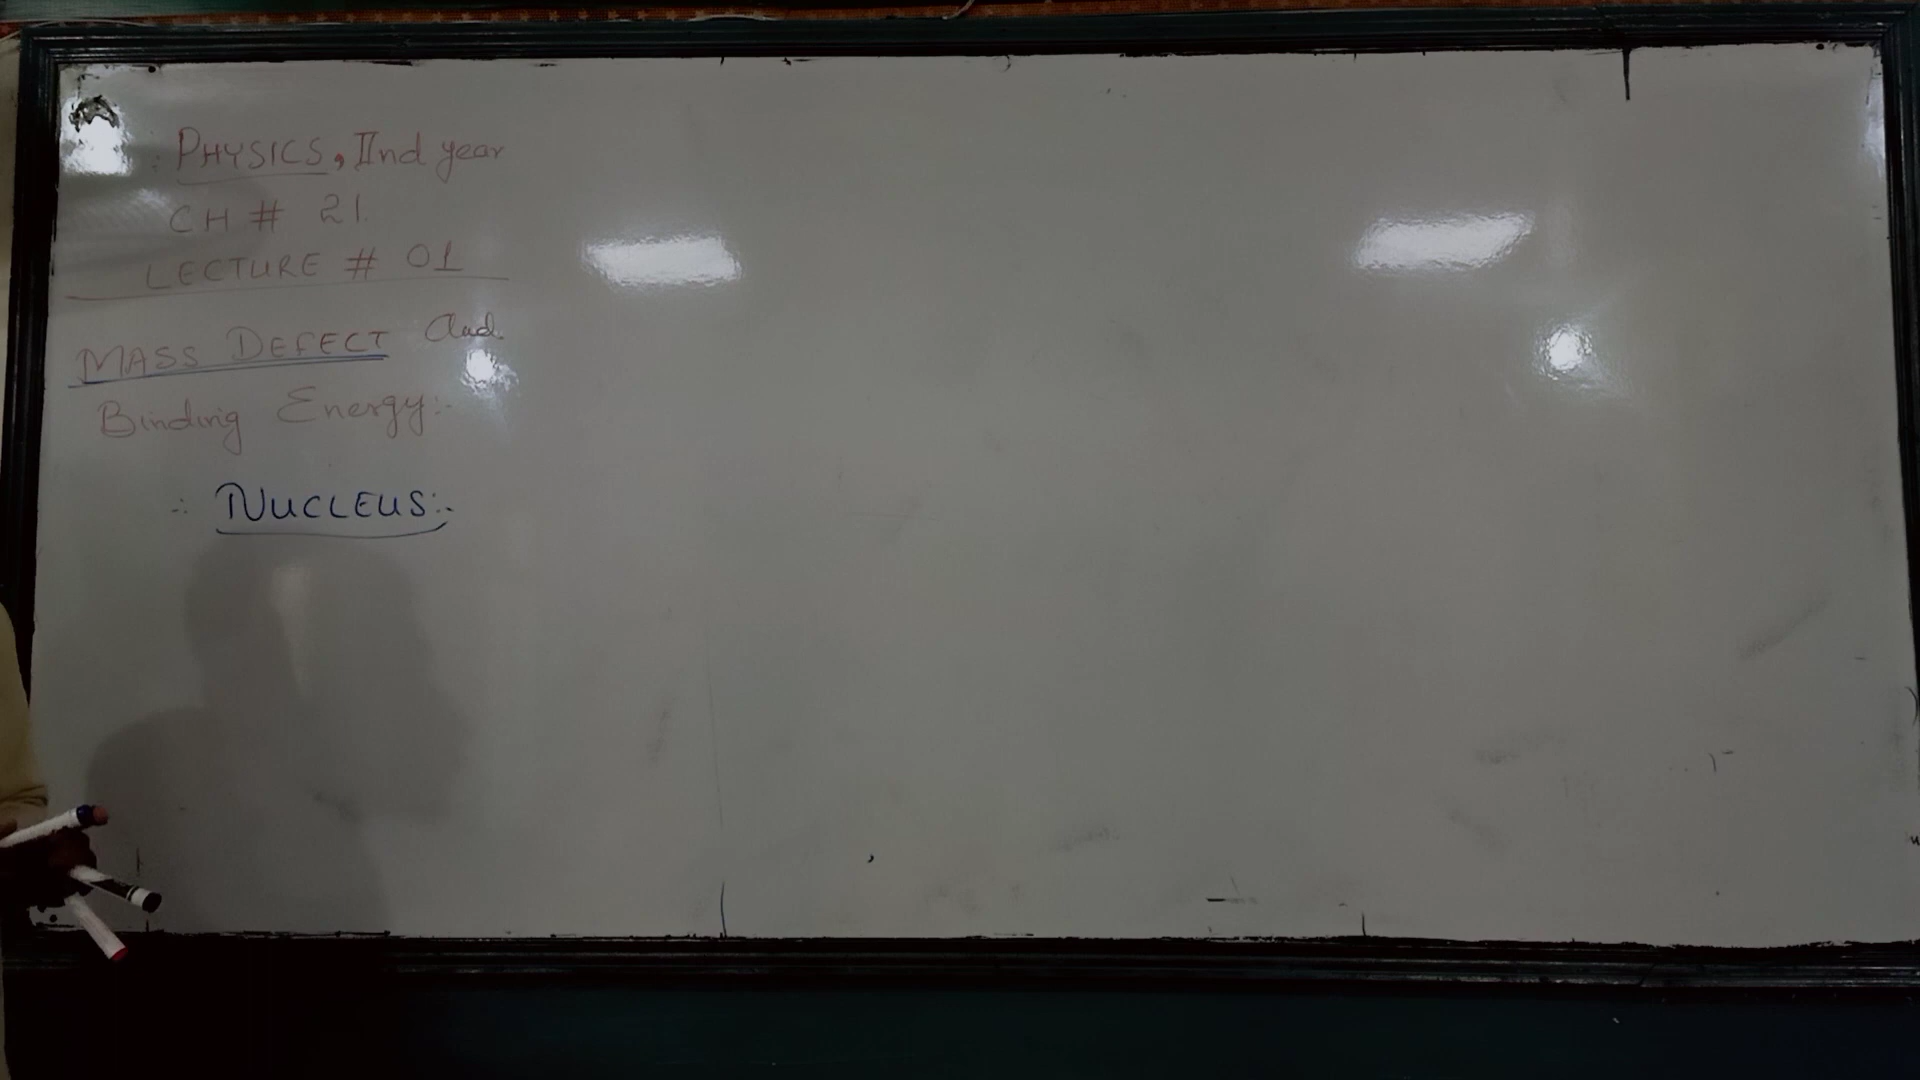 ∴ PHYSICS, IInd year
CH # 21.
LECTURE # 01
MASS DEFECT and
Binding Energy:-
∴ NUCLEUS:-